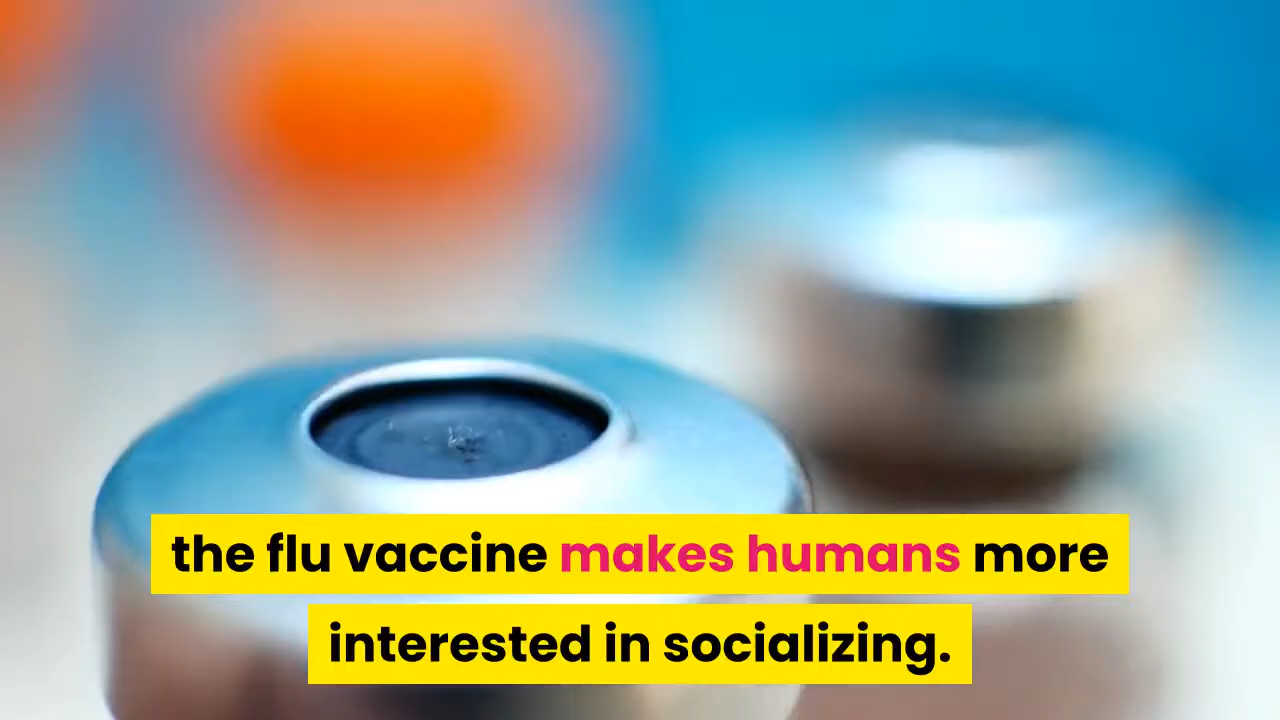 the flu vaccine makes humans more
interested in socializing.